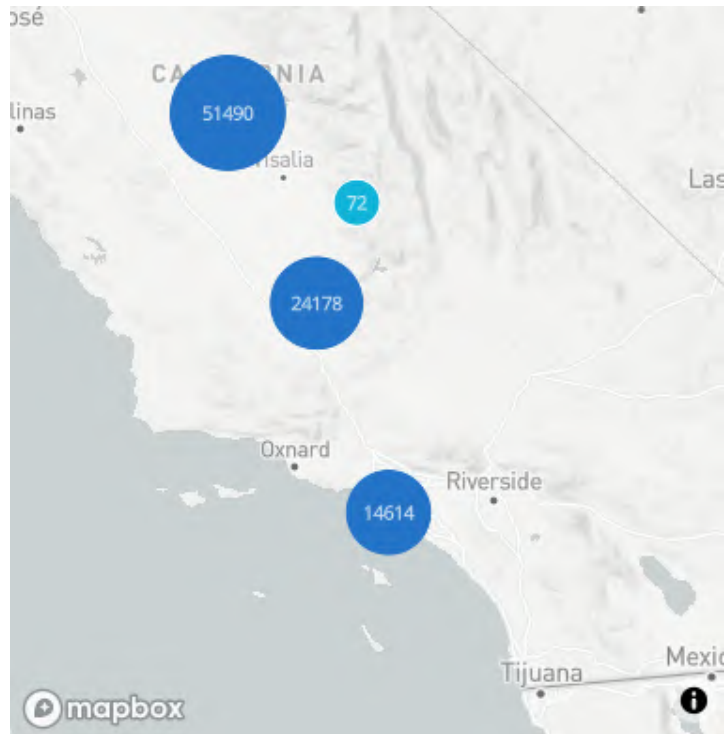 osé
CA
NIA
51490
linas
isalia
Las
72
24178
Oxnard
Riverside
14614
Mexic
Tijuana
mapbox